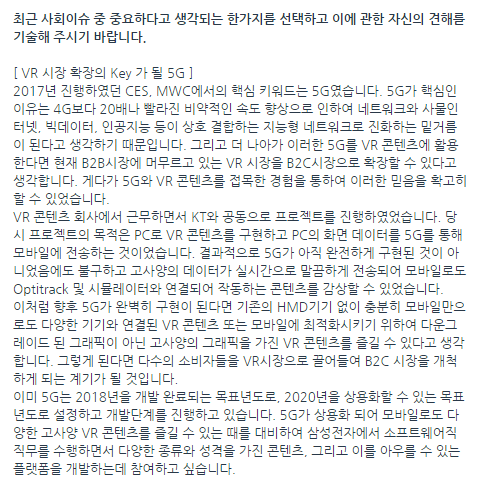 최근 사회이슈 중 중요하다고 생각되는 한가지를 선택하고 이에 관한 자신의 견해를
기술해 주시기 바랍니다.
[ VR 시장 확장의 Key 가 될 5G ]
2017년 진행하였던 CES, MWC에서의 핵심 키워드는 5G였습니다. 5G가 핵심인
이유는 4G보다 20배나 빨라진 비약적인 속도 향상으로 인하여 네트워크와 사물인
터넷, 빅데이터, 인공지능 등이 상호 결합하는 지능형 네트워크로 진화하는 밑거름
이 된다고 생각하기 때문입니다. 그리고 더 나아가 이러한 5G를 VR 콘텐츠에 활용
한다면 현재 B2B시장에 머무르고 있는 VR 시장을 B2C시장으로 확장할 수 있다고
생각합니다. 게다가 5G와 VR 콘텐츠를 접목한 경험을 통하여 이러한 믿음을 확고히
할 수 있었습니다.
VR 콘텐츠 회사에서 근무하면서 KT와 공동으로 프로젝트를 진행하였었습니다. 당
시 프로젝트의 목적은 PC로 VR 콘텐츠를 구현하고 PC의 화면 데이터를 5G를 통해
모바일에 전송하는 것이었습니다. 결과적으로 5G가 아직 완전하게 구현된 것이 아
니었음에도 불구하고 고사양의 데이터가 실시간으로 말끔하게 전송되어 모바일로도
Optitrack 및 시뮬레이터와 연결되어 작동하는 콘텐츠를 감상할 수 있었습니다.
이처럼 향후 5G가 완벽히 구현이 된다면 기존의 HMD기기 없이 충분히 모바일만으
로도 다양한 기기와 연결된 VR 콘텐츠 또는 모바일에 최적화시키기 위하여 다운그
레이드 된 그래픽이 아닌 고사양의 그래픽을 가진 VR 콘텐츠를 즐길 수 있다고 생각
합니다. 그렇게 된다면 다수의 소비자들을 VR시장으로 끌어들여 B2C 시장을 개척
하게 되는 계기가 될 것입니다.
이미 5G는 2018년을 개발 완료되는 목표년도로, 2020년을 상용화할 수 있는 목표
년도로 설정하고 개발단계를 진행하고 있습니다. 5G가 상용화 되어 모바일로도 다
양한 고사양 VR 콘텐츠를 즐길 수 있는 때를 대비하여 삼성전자에서 소프트웨어직
직무를 수행하면서 다양한 종류와 성격을 가진 콘텐츠, 그리고 이를 아우를 수 있는
플랫폼을 개발하는데 참여하고 싶습니다.